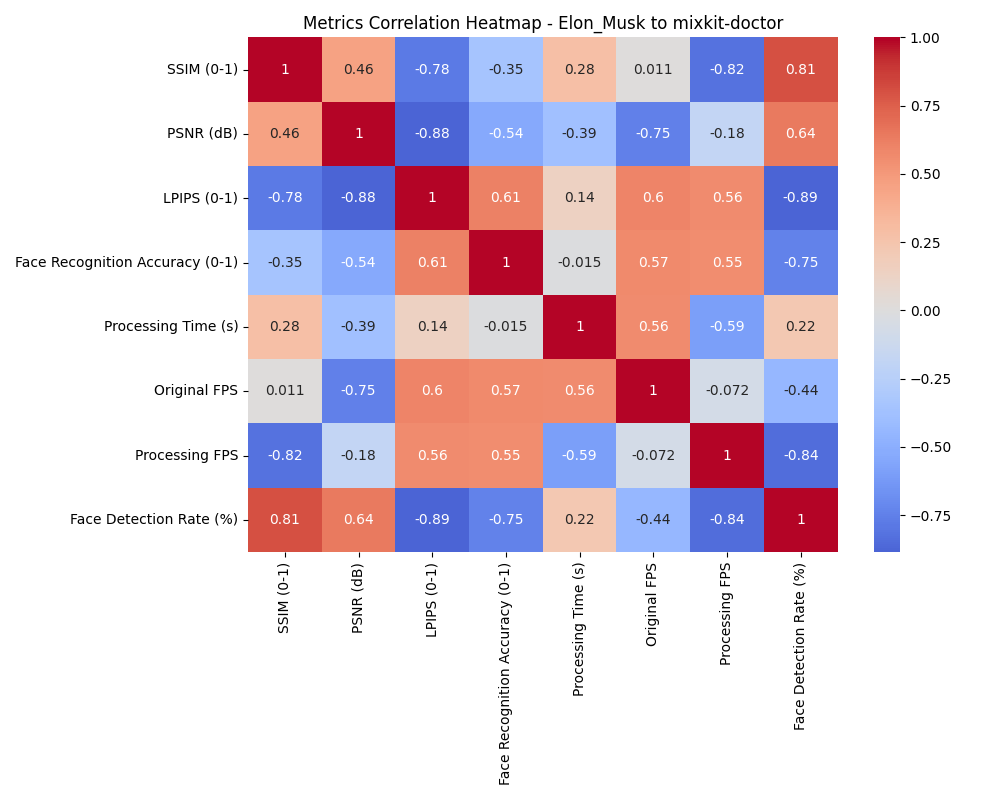 Metrics Correlation Heatmap - Elon_Musk to mixkit-doctor
SSIM (0-1) 1 0.46 -0.78 -0.35 0.28 0.011 -0.82 0.81
PSNR (dB) 0.46 1 -0.88 -0.54 -0.39 -0.75 -0.18 0.64
LPIPS (0-1) -0.78 -0.88 1 0.61 0.14 0.6 0.56 -0.89
Face Recognition Accuracy (0-1) -0.35 -0.54 0.61 1 -0.015 0.57 0.55 -0.75
Processing Time (s) 0.28 -0.39 0.14 -0.015 1 0.56 -0.59 0.22
Original FPS 0.011 -0.75 0.6 0.57 0.56 1 -0.072 -0.44
Processing FPS -0.82 -0.18 0.56 0.55 -0.59 -0.072 1 -0.84
Face Detection Rate (%) 0.81 0.64 -0.89 -0.75 0.22 -0.44 -0.84 1
SSIM (0-1)
PSNR (dB)
LPIPS (0-1)
Face Recognition Accuracy (0-1)
Processing Time (s)
Original FPS
Processing FPS
Face Detection Rate (%)
1.00
0.75
0.50
0.25
0.00
−0.25
−0.50
−0.75